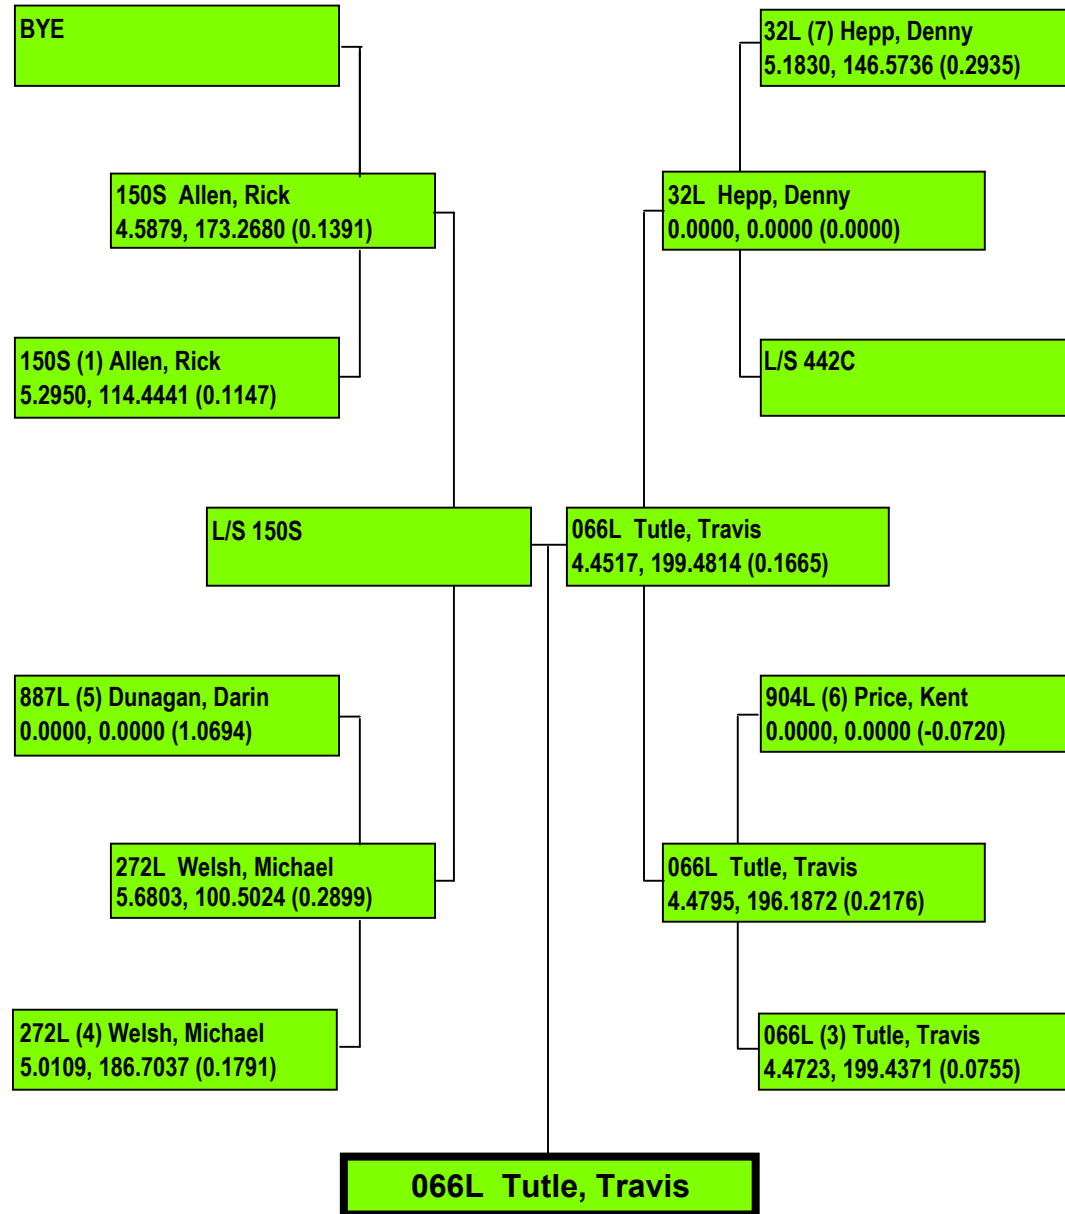 BYE
32L (7) Hepp, Denny
5.1830, 146.5736 (0.2935)
150S  Allen, Rick
4.5879, 173.2680 (0.1391)
32L  Hepp, Denny
0.0000, 0.0000 (0.0000)
150S (1) Allen, Rick
5.2950, 114.4441 (0.1147)
L/S 442C
L/S 150S
066L  Tutle, Travis
4.4517, 199.4814 (0.1665)
887L (5) Dunagan, Darin
0.0000, 0.0000 (1.0694)
904L (6) Price, Kent
0.0000, 0.0000 (-0.0720)
272L  Welsh, Michael
5.6803, 100.5024 (0.2899)
066L  Tutle, Travis
4.4795, 196.1872 (0.2176)
272L (4) Welsh, Michael
5.0109, 186.7037 (0.1791)
066L (3) Tutle, Travis
4.4723, 199.4371 (0.0755)
066L  Tutle, Travis